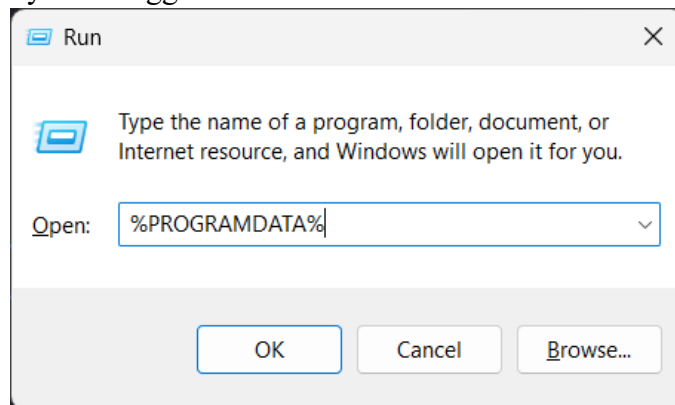 Run
Type the name of a program, folder, document, or
Internet resource, and Windows will open it for you.
Open: %PROGRAMDATA%
OK Cancel Browse...